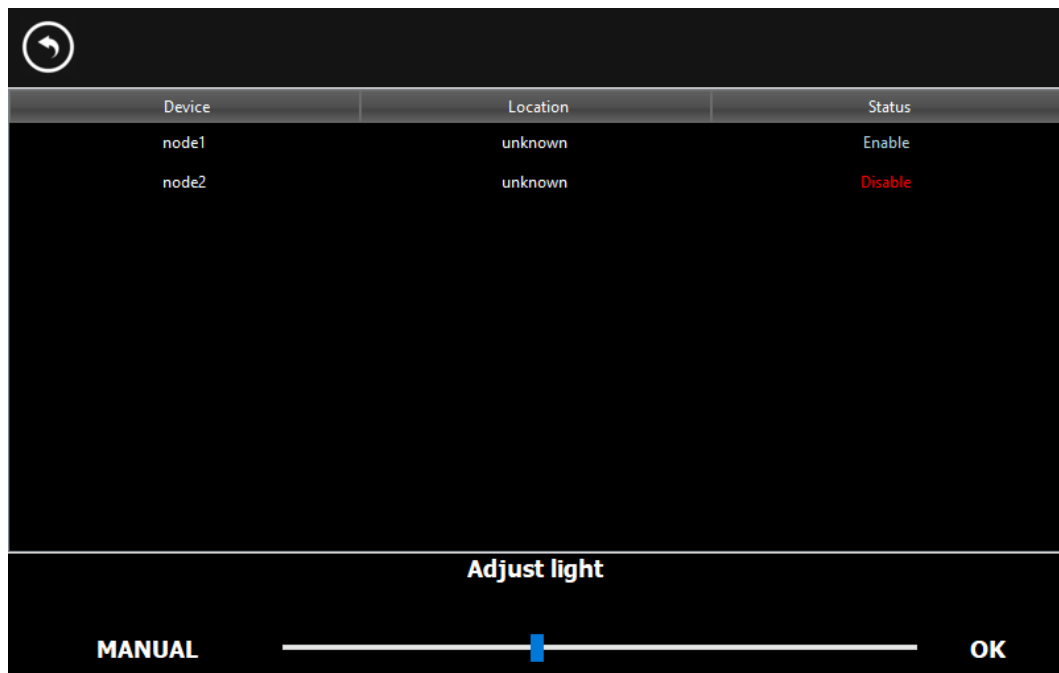 Device Location Status
node1 unknown Enable
node2 unknown Disable
Adjust light
MANUAL OK